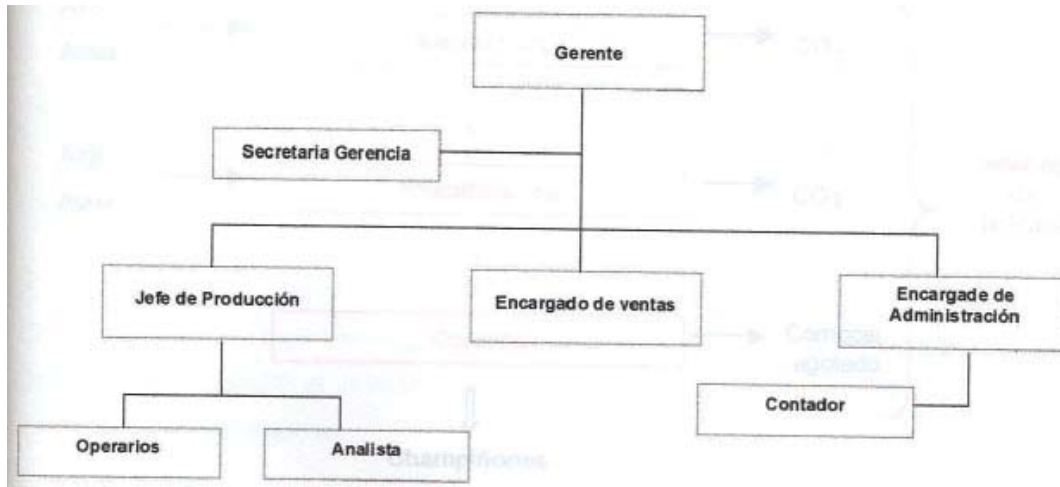 Gerente
Secretaria Gerencia
Jefe de Producción
Encargado de ventas
Encargade de
Administración
Contador
Operarios
Analista
Champiñones